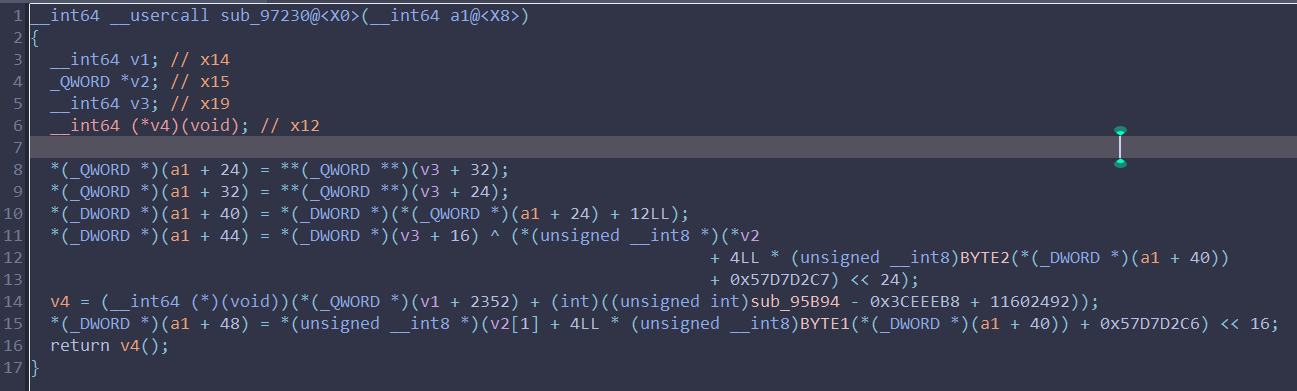 1 __int64 __usercall sub_97230@<X0>(__int64 a1@<X8>)
2 {
3 __int64 v1; // x14
4 _QWORD *v2; // x15
5 __int64 v3; // x19
6 __int64 (*v4)(void); // x12
7
8 *(_QWORD *)(a1 + 24) = **(_QWORD **)(v3 + 32);
9 *(_QWORD *)(a1 + 32) = **(_QWORD **)(v3 + 24);
10 *(_DWORD *)(a1 + 40) = *(_DWORD *)(*(_QWORD *)(a1 + 24) + 12LL);
11 *(_DWORD *)(a1 + 44) = *(_DWORD *)(v3 + 16) ^ (*(unsigned __int8 *)(*v2
12 + 4LL * (unsigned __int8)BYTE2(*(_DWORD *)(a1 + 40))
13 + 0x57D7D2C7) << 24);
14 v4 = (__int64 (*)(void))(*(_QWORD *)(v1 + 2352) + (int)((unsigned int)sub_95B94 - 0x3CEEEB8 + 11602492));
15 *(_DWORD *)(a1 + 48) = *(unsigned __int8 *)(v2[1] + 4LL * (unsigned __int8)BYTE1(*(_DWORD *)(a1 + 40)) + 0x57D7D2C6) << 16;
16 return v4();
17 }